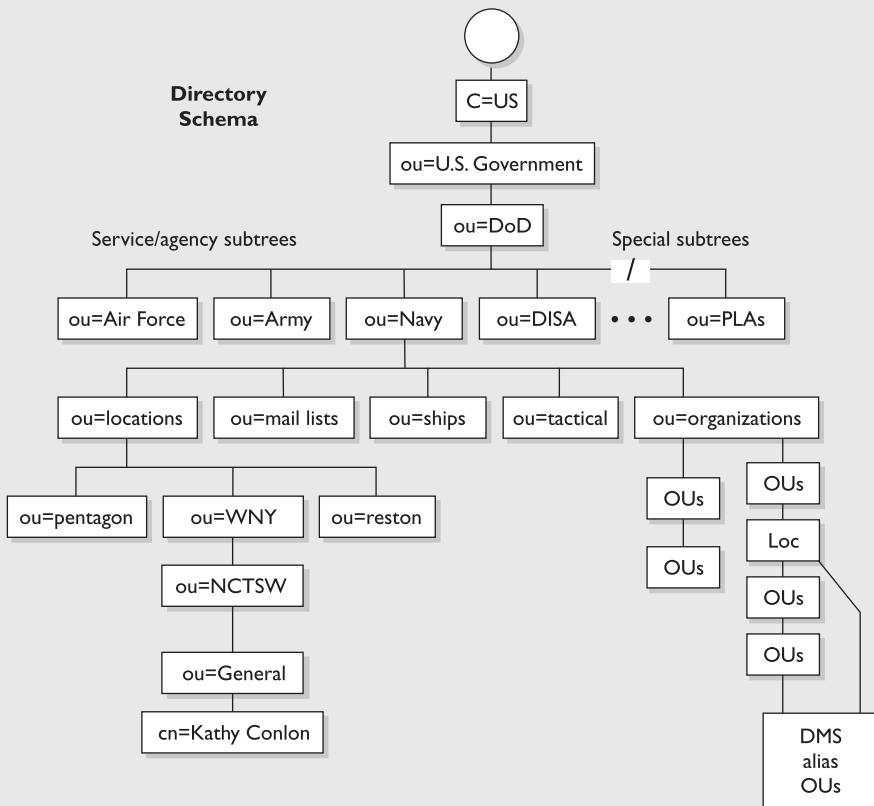 Directory
Schema
C=US
ou=U.S. Government
ou=DoD
Service/agency subtrees
Special subtrees
/
ou=Air Force
ou=Army
ou=Navy
ou=DISA
• • •
ou=PLAs
ou=locations
ou=mail lists
ou=ships
ou=tactical
ou=organizations
ou=pentagon
ou=WNY
ou=reston
OUs
OUs
Loc
ou=NCTSW
OUs
OUs
ou=General
OUs
cn=Kathy Conlon
DMS
alias
OUs